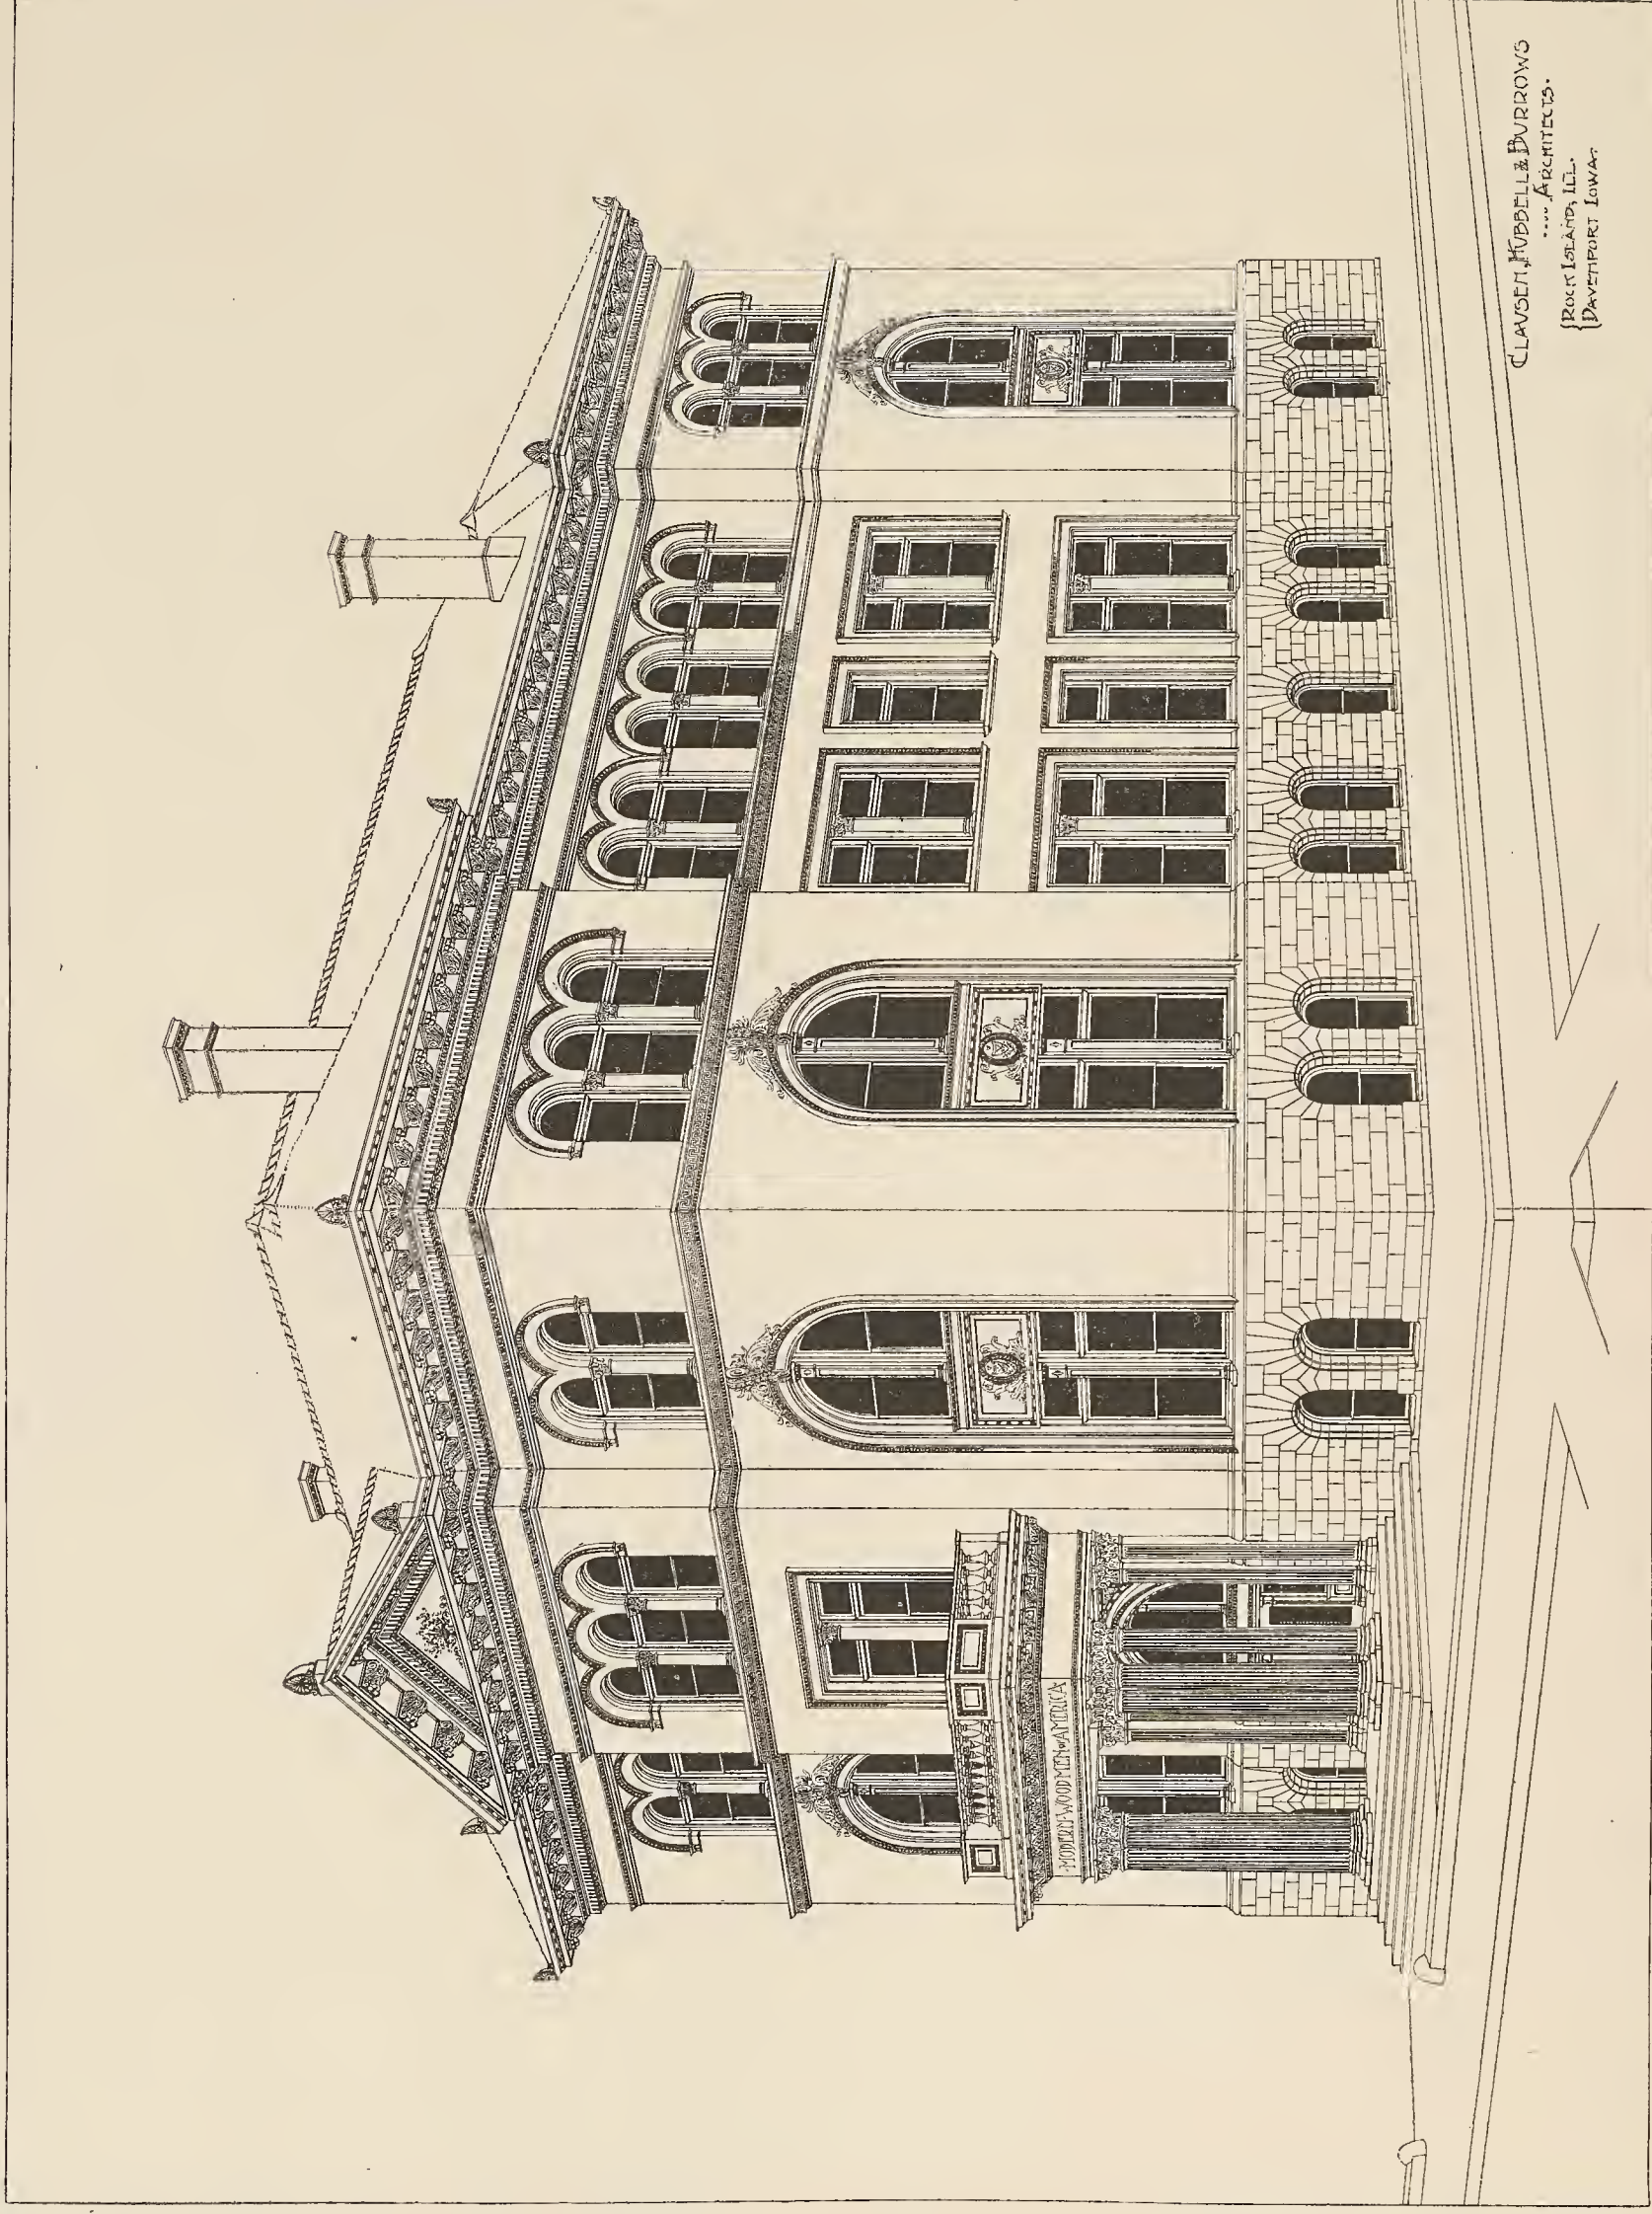 ·MODERN·WOODMEN OF AMERICA
CLAUSEN, HUBBELL & BURROWS
.... ARCHITECTS.
{ROCK ISLAND, ILL.
{DAVENPORT IOWA.